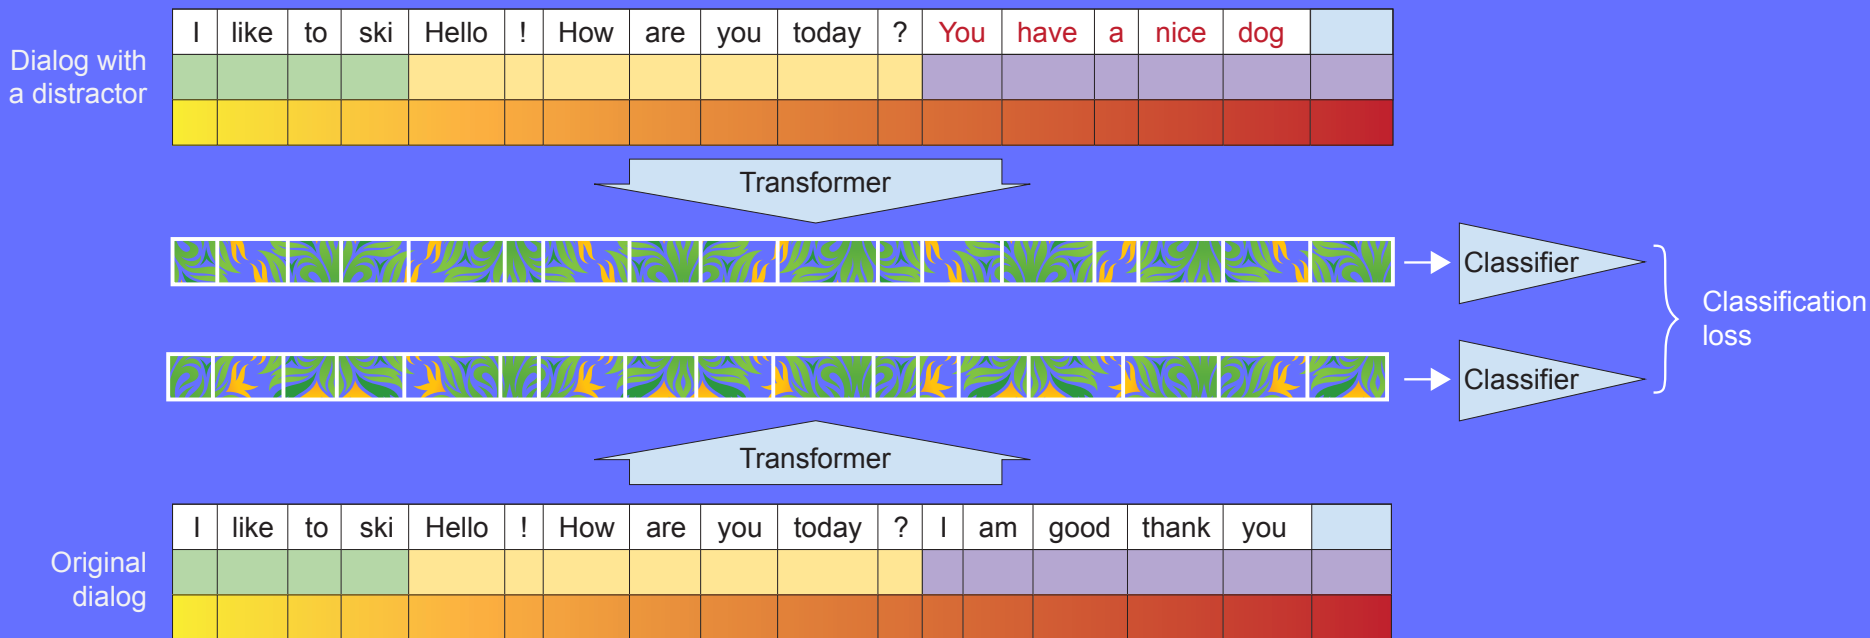 I like to ski Hello ! How are you today ? You have a nice dog
Dialog with
a distractor
Transformer
Classifier
Classification
loss
Classifier
Transformer
I like to ski Hello ! How are you today ? I am good thank you
Original
dialog